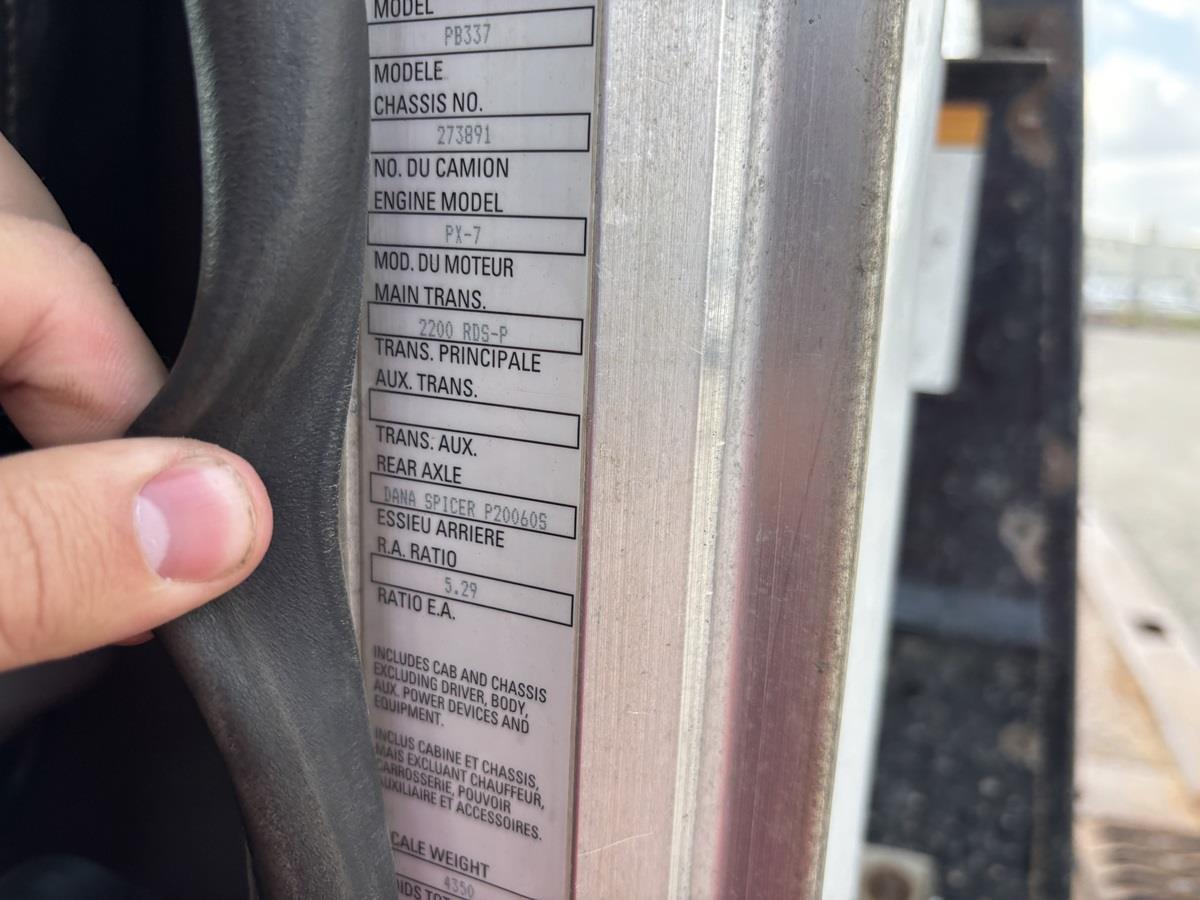 MODEL
PB337
MODELE
CHASSIS NO.
273891
NO. DU CAMION
ENGINE MODEL
PX-7
MOD. DU MOTEUR
MAIN TRANS.
2200 RDS-P
TRANS. PRINCIPALE
AUX. TRANS.
TRANS. AUX.
REAR AXLE
DANA SPICER P20060S
ESSIEU ARRIERE
R.A. RATIO
5.29
RATIO E.A.
INCLUDES CAB AND CHASSIS
EXCLUDING DRIVER, BODY,
AUX. POWER DEVICES AND
EQUIPMENT.
INCLUS CABINE ET CHASSIS,
MAIS EXCLUANT CHAUFFEUR,
CARROSSERIE, POUVOIR
AUXILIAIRE ET ACCESSOIRES.
CALE WEIGHT
4350